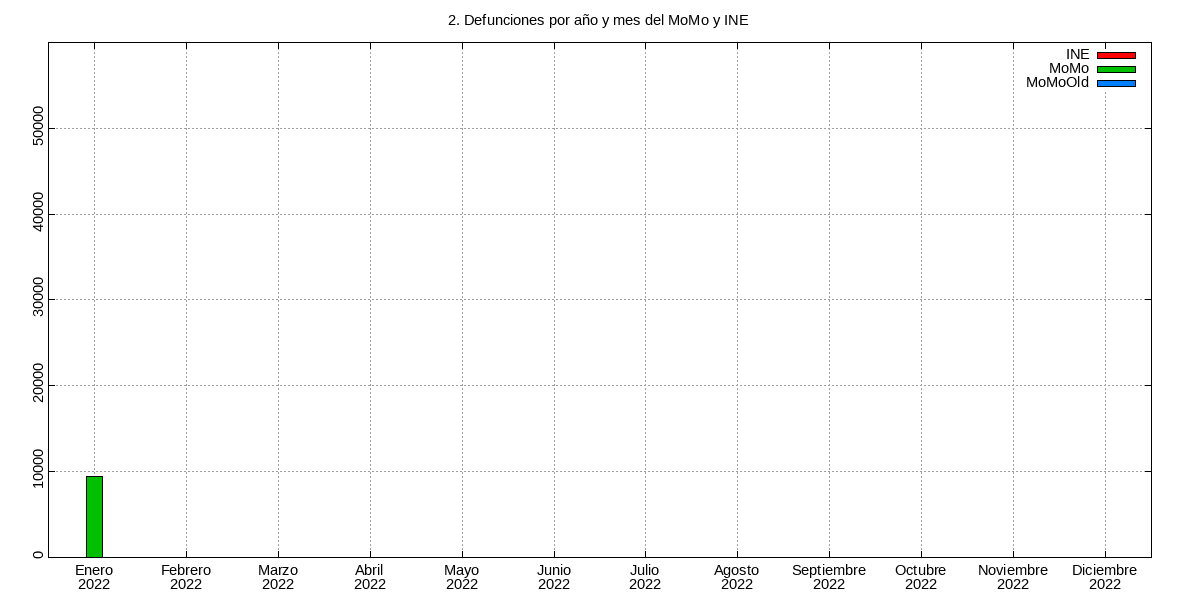 2. Defunciones por año y mes del MoMo y INE
INE
MoMo
MoMoOld
50000
40000
30000
20000
10000
0
Enero Febrero Marzo Abril Mayo Junio Julio Agosto Septiembre Octubre Noviembre Diciembre
2022 2022 2022 2022 2022 2022 2022 2022 2022 2022 2022 2022